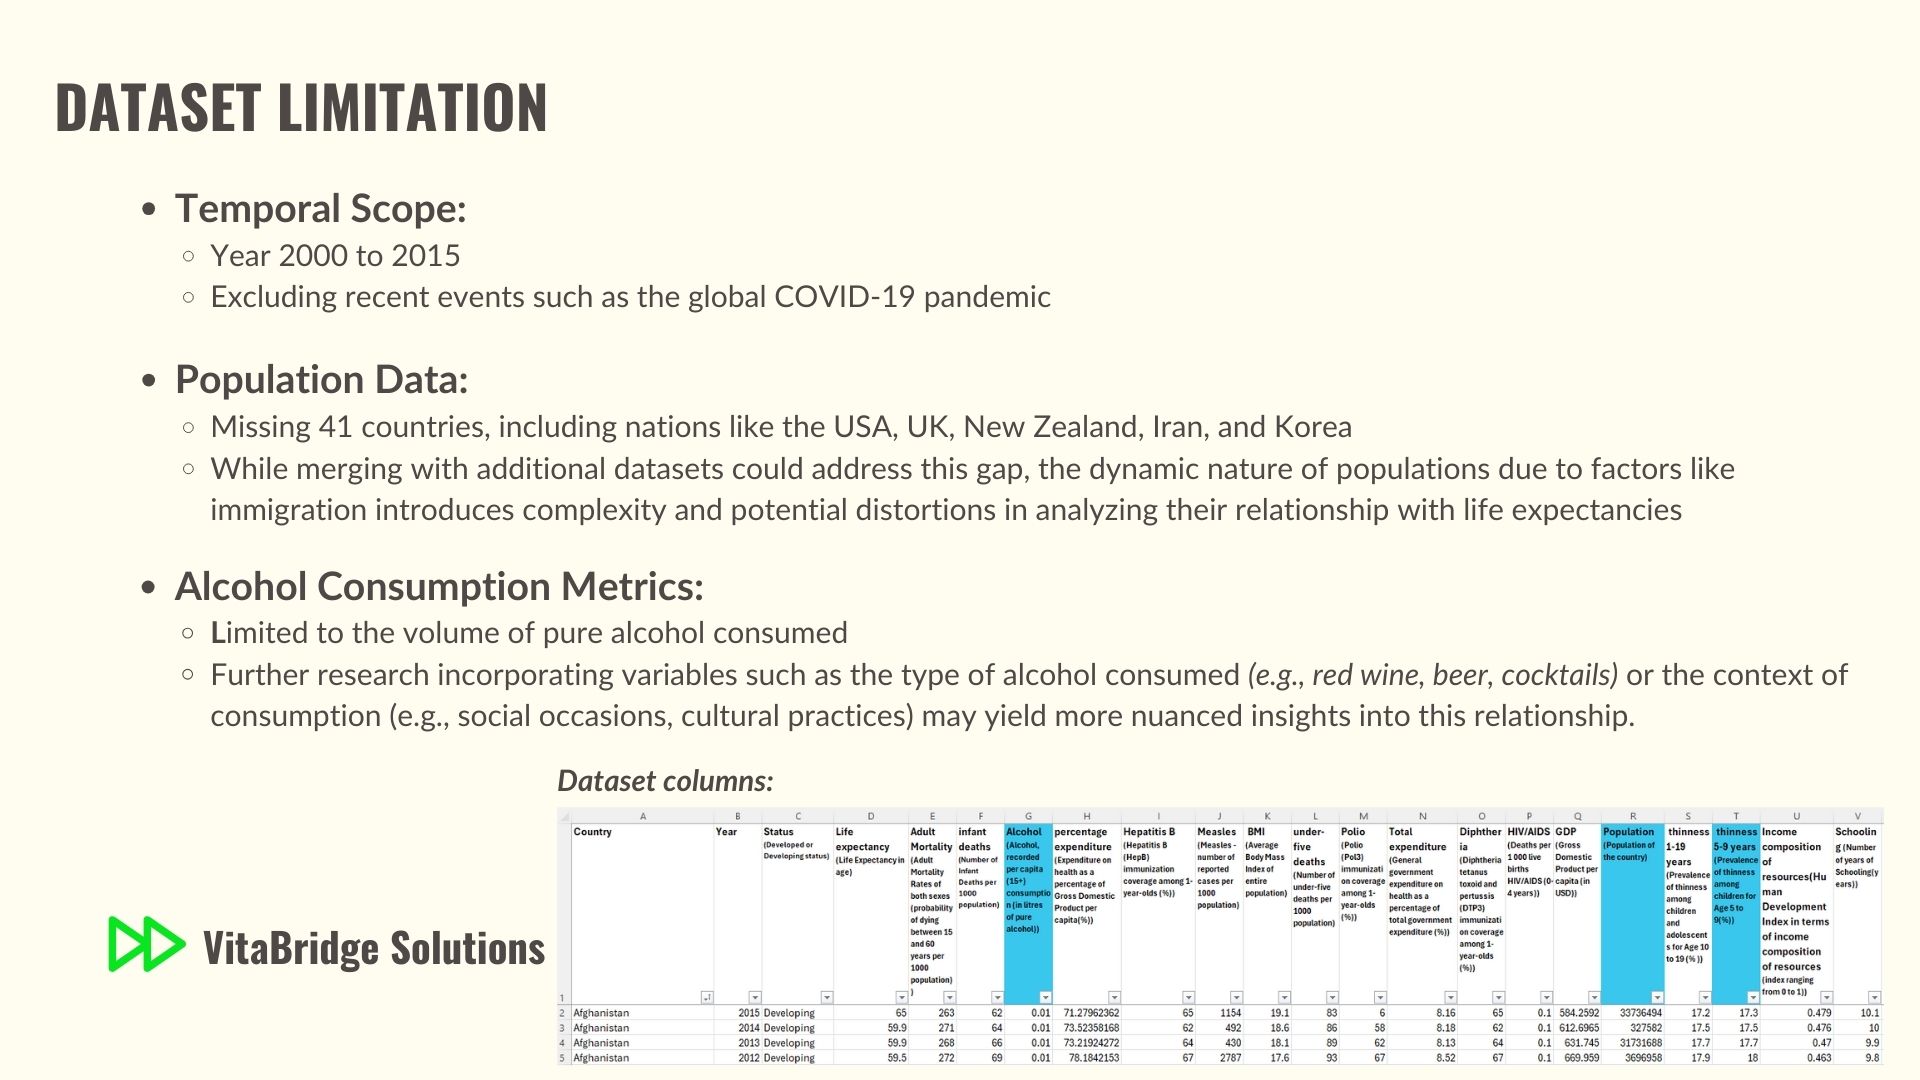 DATASET LIMITATION
Temporal Scope:
Year 2000 to 2015
Excluding recent events such as the global COVID-19 pandemic
Population Data:
Missing 41 countries, including nations like the USA, UK, New Zealand, Iran, and Korea
While merging with additional datasets could address this gap, the dynamic nature of populations due to factors like
immigration introduces complexity and potential distortions in analyzing their relationship with life expectancies
Alcohol Consumption Metrics:
Limited to the volume of pure alcohol consumed
Further research incorporating variables such as the type of alcohol consumed (e.g., red wine, beer, cocktails) or the context of
consumption (e.g., social occasions, cultural practices) may yield more nuanced insights into this relationship.
Dataset columns:
A B C D E F G H I J K L M N O P Q R S T U V
Country
Year
Status
(Developed or
Developing status)
Life
expectancy
(Life Expectancy in
age)
Adult
Mortality
(Adult
Mortality
Rates of
both sexes
(probability
of dying
between 15
and 60
years per
1000
population)
)
infant
deaths
(Number of
Infant
Deaths per
1000
population)
Alcohol
(Alcohol,
recorded
per capita
(15+)
consumptio
n (in litres
of pure
alcohol))
percentage
expenditure
(Expenditure on
health as a
percentage of
Gross Domestic
Product per
capita(%))
Hepatitis B
(Hepatitis B
(HepB)
immunization
coverage among 1-
year-olds (%))
Measles
(Measles -
number of
reported
cases per
1000
population)
BMI
(Average
Body Mass
Index of
entire
population)
under-
five
deaths
(Number of
under-five
deaths per
1000
population)
Polio
(Polio
(Pol3)
immunizati
on coverage
among 1-
year-olds
(%))
Total
expenditure
(General
government
expenditure on
health as a
percentage of
total government
expenditure (%))
Diphther
ia
(Diphtheria
tetanus
toxoid and
pertussis
(DTP3)
immunizati
on coverage
among 1-
year-olds
(%))
HIV/AIDS
(Deaths per
1 000 live
births
HIV/AIDS (0-
4 years))
GDP
(Gross
Domestic
Product per
capita (in
USD))
Population
(Population of
the country)
thinness
1-19
years
(Prevalence
of thinness
among
children
and
adolescent
s for Age 10
to 19 (% ))
thinness
5-9 years
(Prevalence
of thinness
among
children for
Age 5 to
9(%))
Income
composition
of
resources(Hu
man
Development
Index in terms
of income
composition
of resources
(index ranging
from 0 to 1))
Schoolin
g (Number
of years of
Schooling(y
ears))
1
2 Afghanistan 2015 Developing 65 263 62 0.01 71.27962362 65 1154 19.1 83 6 8.16 65 0.1 584.2592 33736494 17.2 17.3 0.479 10.1
3 Afghanistan 2014 Developing 59.9 271 64 0.01 73.52358168 62 492 18.6 86 58 8.18 62 0.1 612.6965 327582 17.5 17.5 0.476 10
4 Afghanistan 2013 Developing 59.9 268 66 0.01 73.21924272 64 430 18.1 89 62 8.13 64 0.1 631.745 31731688 17.7 17.7 0.47 9.9
5 Afghanistan 2012 Developing 59.5 272 69 0.01 78.1842153 67 2787 17.6 93 67 8.52 67 0.1 669.959 3696958 17.9 18 0.463 9.8
VitaBridge Solutions